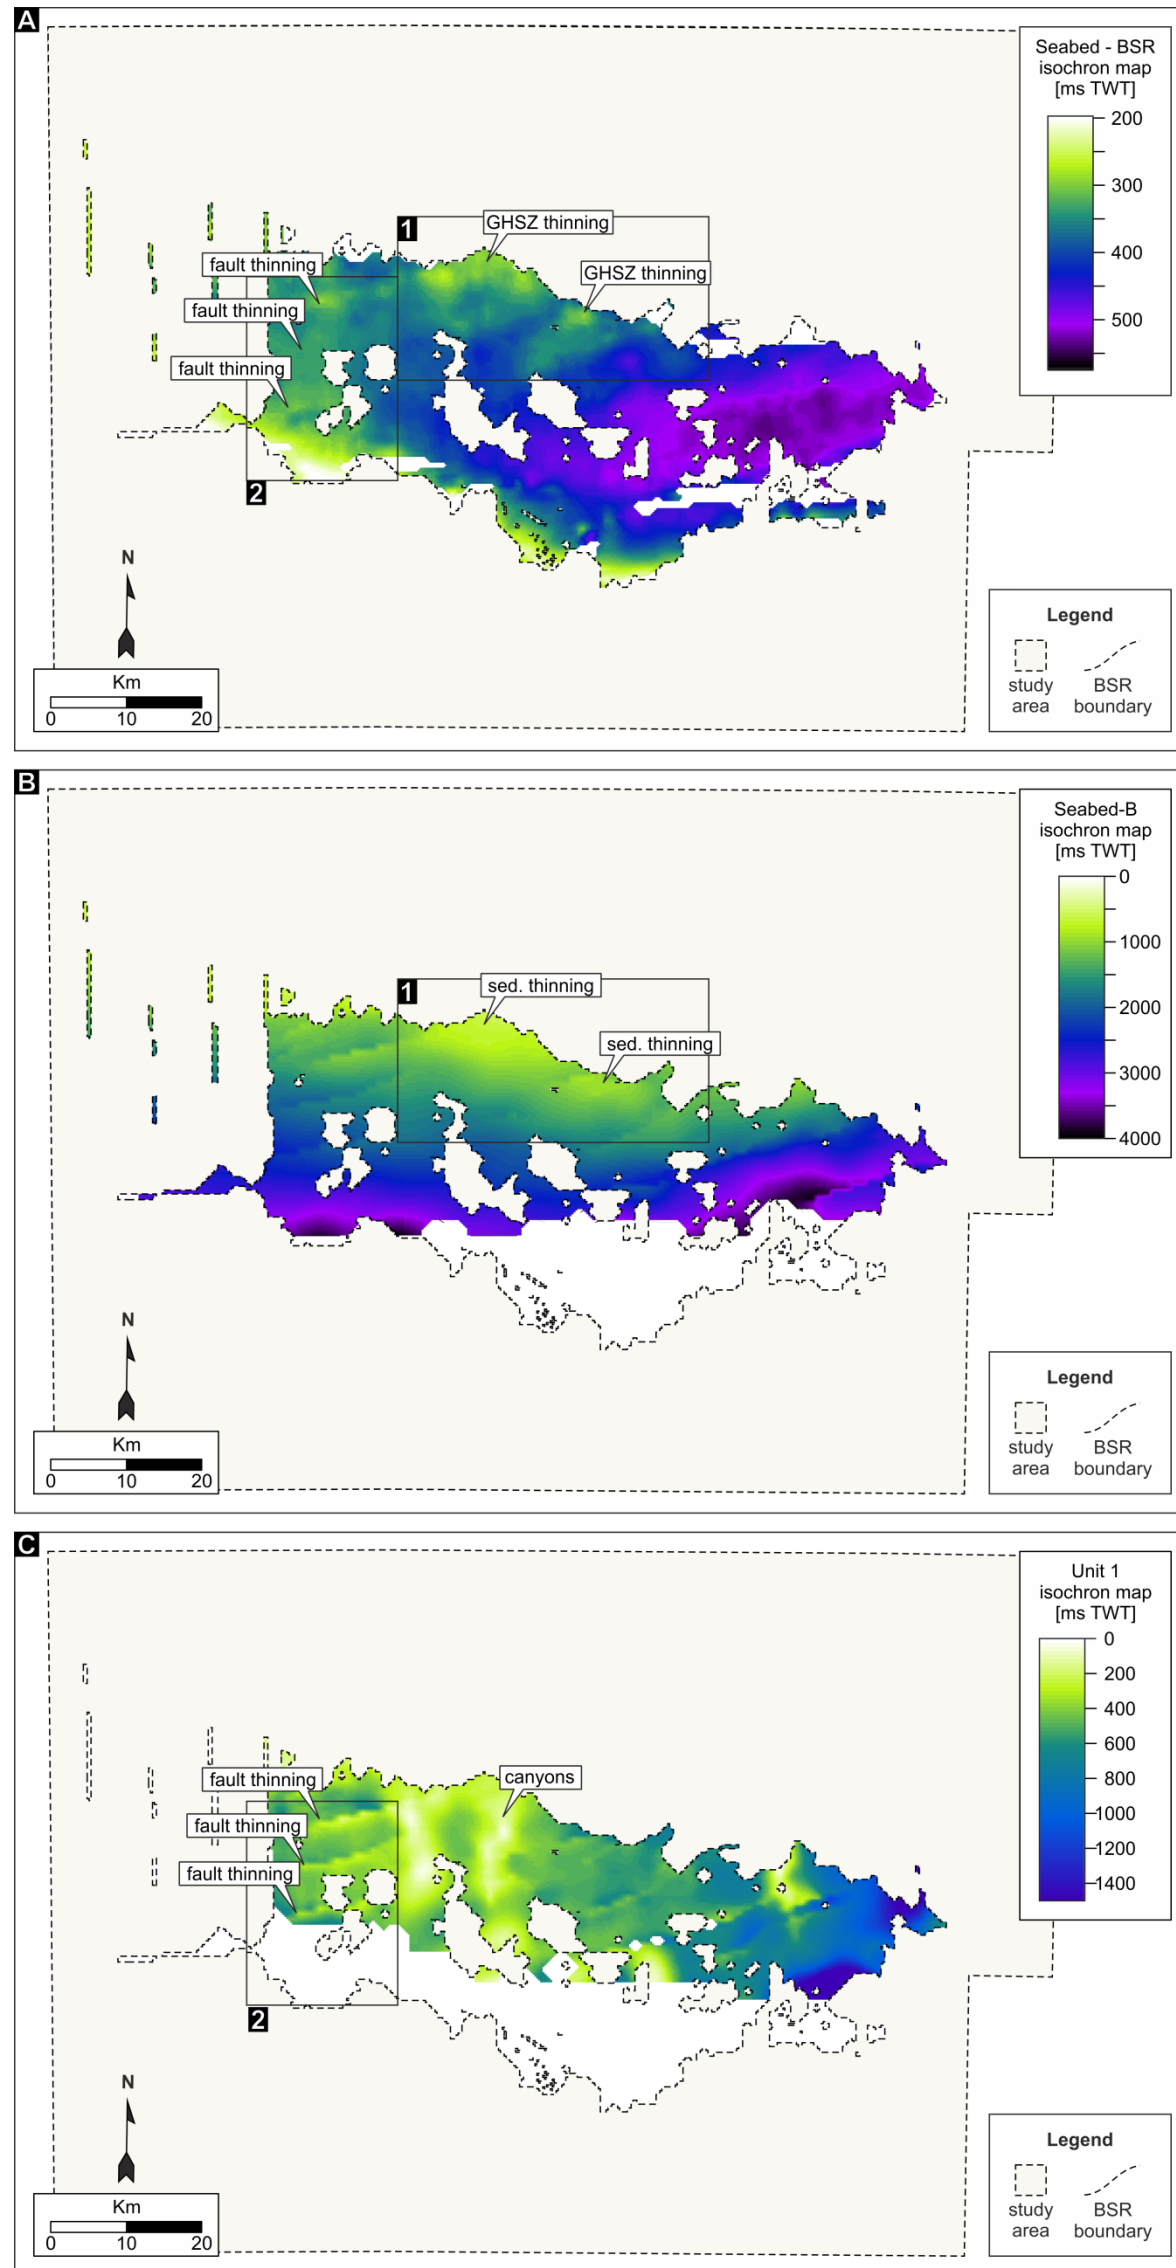 A
Seabed - BSR
isochron map
[ms TWT]
200
300
400
500
1
GHSZ thinning
fault thinning
GHSZ thinning
fault thinning
fault thinning
2
N
Km
0 10 20
Legend
study
area
BSR
boundary
B
Seabed-B
isochron map
[ms TWT]
0
1000
2000
3000
4000
1
sed. thinning
sed. thinning
N
Km
0 10 20
Legend
study
area
BSR
boundary
C
Unit 1
isochron map
[ms TWT]
0
200
400
600
800
1000
1200
1400
fault thinning
canyons
fault thinning
fault thinning
2
N
Km
0 10 20
Legend
study
area
BSR
boundary